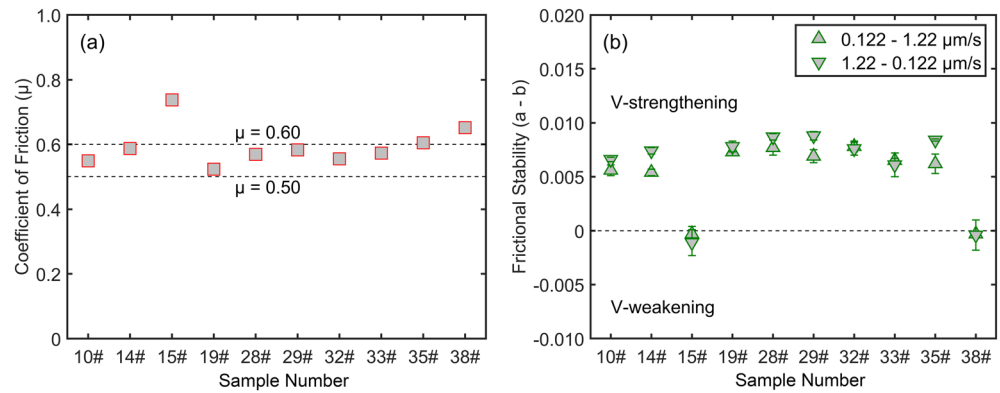 (a)
Coefficient of Friction (μ)
1.0
0.8
0.6
0.4
0.2
0
μ = 0.60
μ = 0.50
10# 14# 15# 19# 28# 29# 32# 33# 35# 38#
Sample Number
(b)
Frictional Stability (a - b)
0.020
0.015
0.010
0.005
0
-0.005
-0.010
0.122 - 1.22 μm/s
1.22 - 0.122 μm/s
V-strengthening
V-weakening
10# 14# 15# 19# 28# 29# 32# 33# 35# 38#
Sample Number